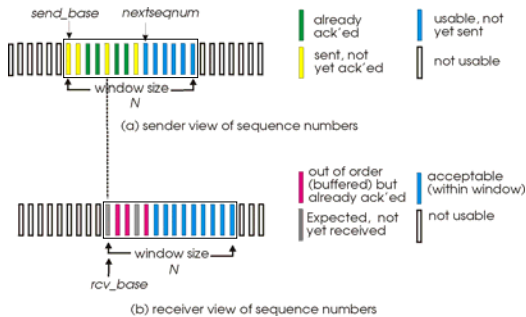 send_base
nextseqnum
already
ack'ed
usable, not
yet sent
sent, not
yet ack'ed
not usable
window size
N
(a) sender view of sequence numbers
out of order
(buffered) but
already ack'ed
acceptable
(within window)
Expected, not
yet received
not usable
window size
N
rcv_base
(b) receiver view of sequence numbers